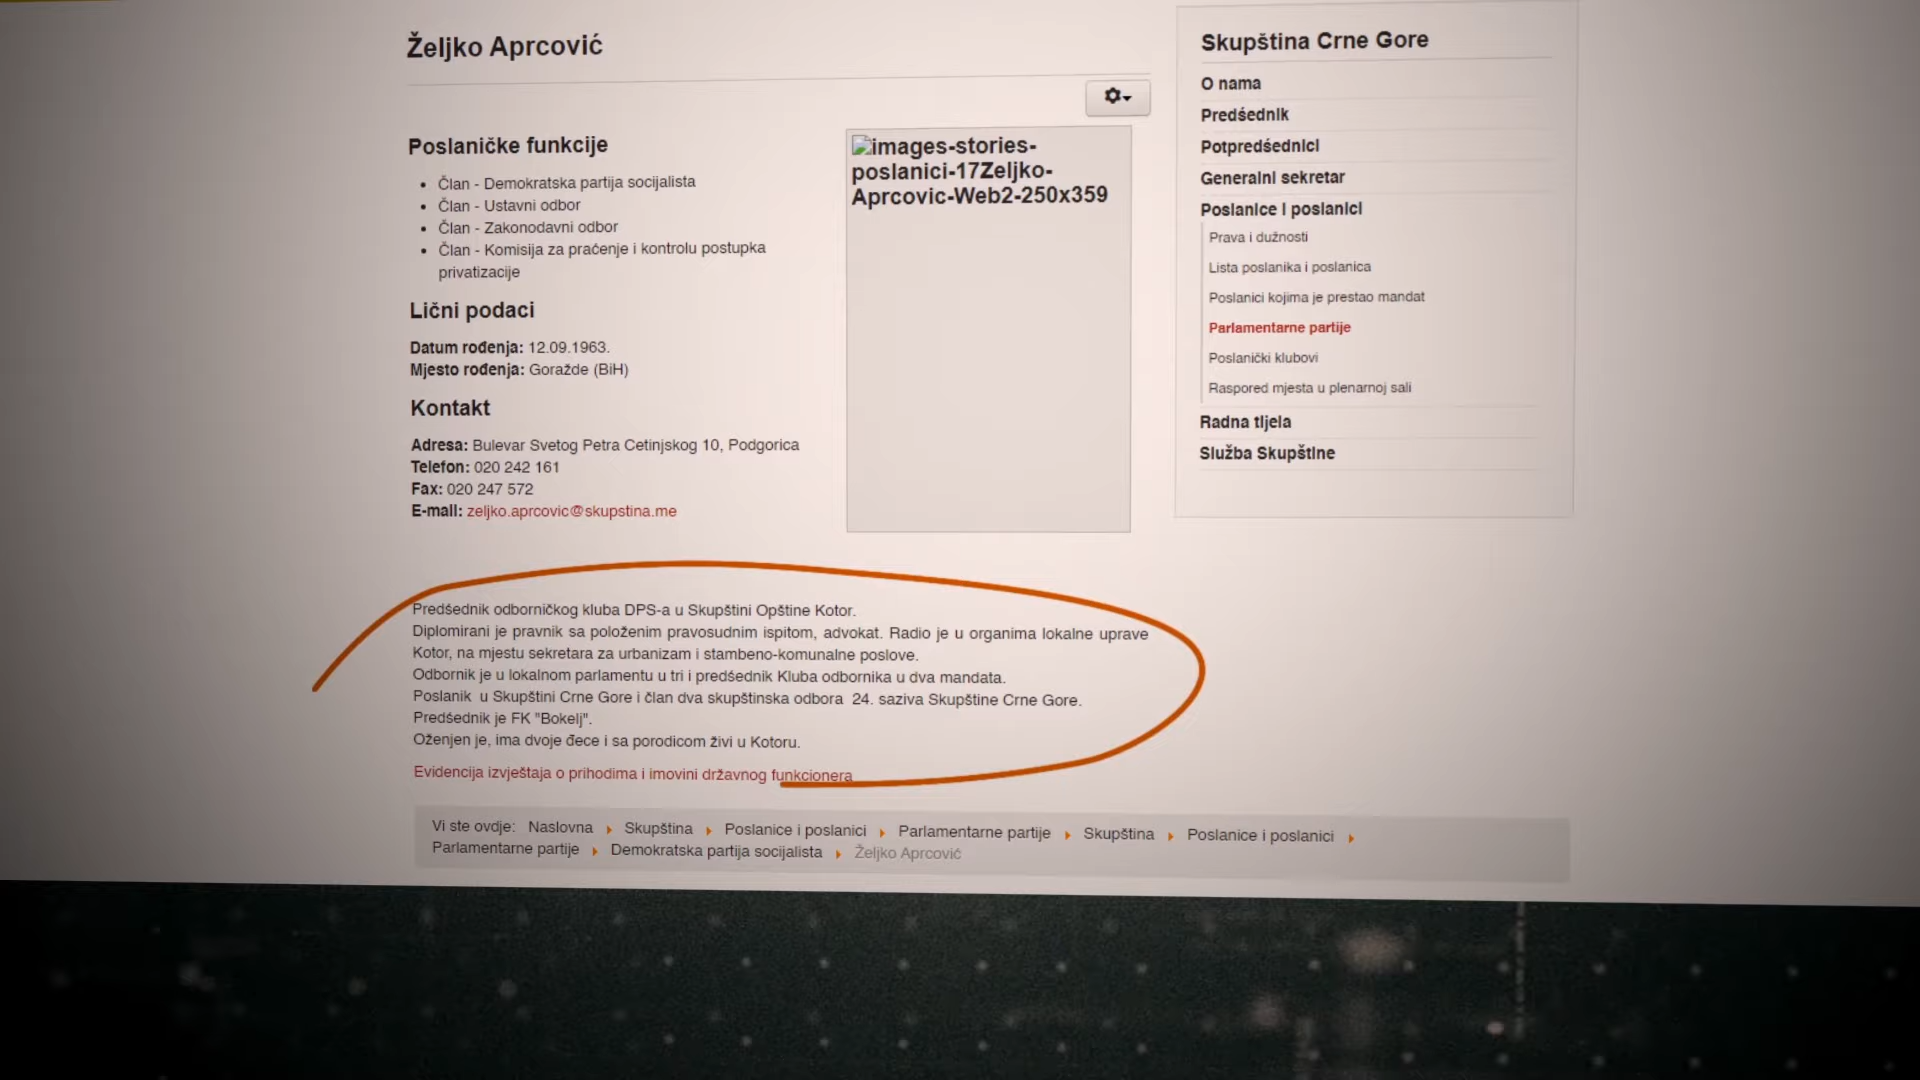 Željko Aprcović
Poslaničke funkcije
Član - Demokratska partija socijalista
Član - Ustavni odbor
Član - Zakonodavni odbor
Član - Komisija za praćenje i kontrolu postupka
privatizacije
Lični podaci
Datum rođenja: 12.09.1963.
Mjesto rođenja: Goražde (BiH)
Kontakt
Adresa: Bulevar Svetog Petra Cetinjskog 10, Podgorica
Telefon: 020 242 161
Fax: 020 247 572
E-mail: zeljko.aprcovic@skupstina.me
images-stories-
poslanici-17Zeljko-
Aprcovic-Web2-250x359
Skupština Crne Gore
O nama
Predśednik
Potpredśednici
Generalni sekretar
Poslanice i poslanici
Prava i dužnosti
Lista poslanika i poslanica
Poslanici kojima je prestao mandat
Parlamentarne partije
Poslanički klubovi
Raspored mjesta u plenarnoj sali
Radna tijela
Služba Skupštine
Predśednik odborničkog kluba DPS-a u Skupštini Opštine Kotor.
Diplomirani je pravnik sa položenim pravosudnim ispitom, advokat. Radio je u organima lokalne uprave
Kotor, na mjestu sekretara za urbanizam i stambeno-komunalne poslove.
Odbornik je u lokalnom parlamentu u tri i predśednik Kluba odbornika u dva mandata.
Poslanik u Skupštini Crne Gore i član dva skupštinska odbora 24. saziva Skupštine Crne Gore.
Predśednik je FK "Bokelj".
Oženjen je, ima dvoje đece i sa porodicom živi u Kotoru.
Evidencija izvještaja o prihodima i imovini državnog funkcionera
Vi ste ovdje: Naslovna Skupština Poslanice i poslanici Parlamentarne partije Skupština Poslanice i poslanici
Parlamentarne partije Demokratska partija socijalista Željko Aprcović